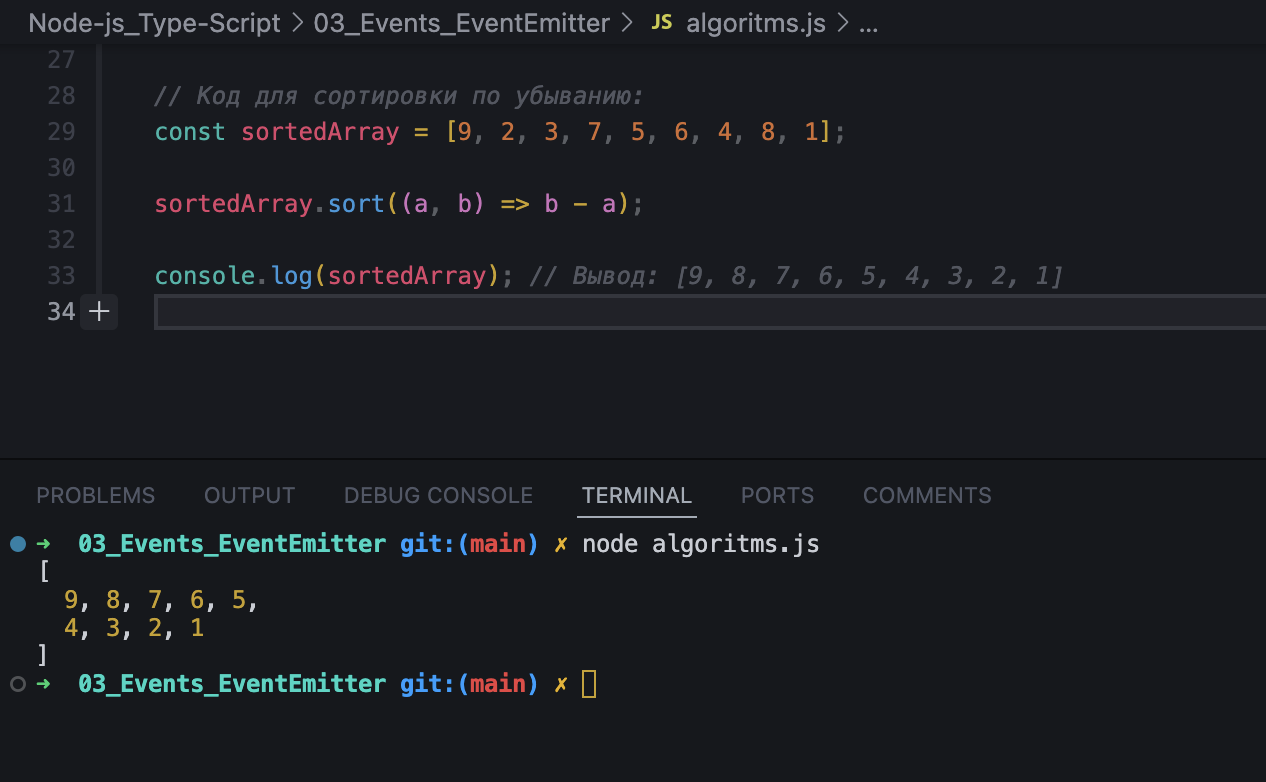 Node-js_Type-Script > 03_Events_EventEmitter > JS algoritms.js > ...
27
28 // Код для сортировки по убыванию:
29 const sortedArray = [9, 2, 3, 7, 5, 6, 4, 8, 1];
30
31 sortedArray.sort((a, b) => b - a);
32
33 console.log(sortedArray); // Вывод: [9, 8, 7, 6, 5, 4, 3, 2, 1]
34 +
PROBLEMS OUTPUT DEBUG CONSOLE TERMINAL PORTS COMMENTS
➜ 03_Events_EventEmitter git:(main) ✗ node algoritms.js
[
9, 8, 7, 6, 5,
4, 3, 2, 1
]
➜ 03_Events_EventEmitter git:(main) ✗